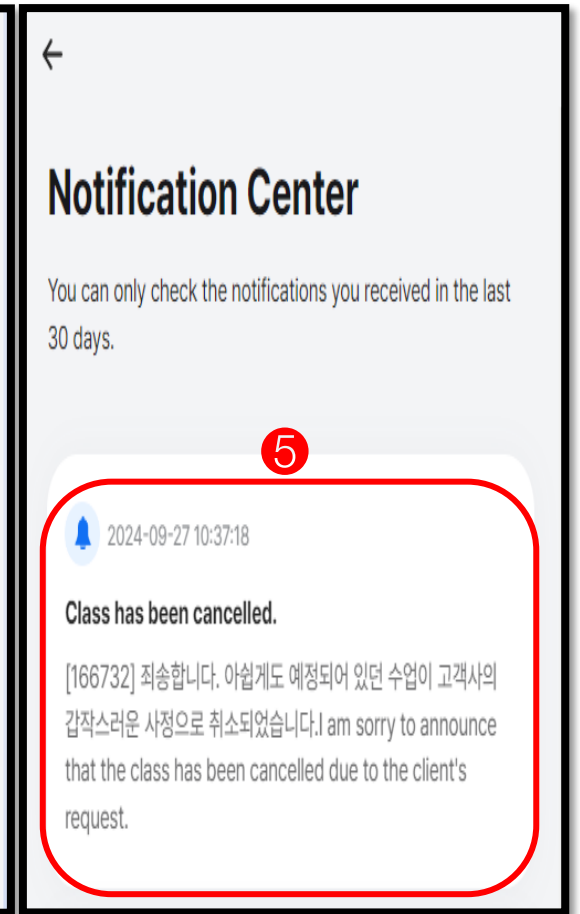 Notification Center
You can only check the notifications you received in the last
30 days.
5
2024-09-27 10:37:18
Class has been cancelled.
[166732] 죄송합니다. 아쉽게도 예정되어 있던 수업이 고객사의
갑작스러운 사정으로 취소되었습니다.I am sorry to announce
that the class has been cancelled due to the client's
request.